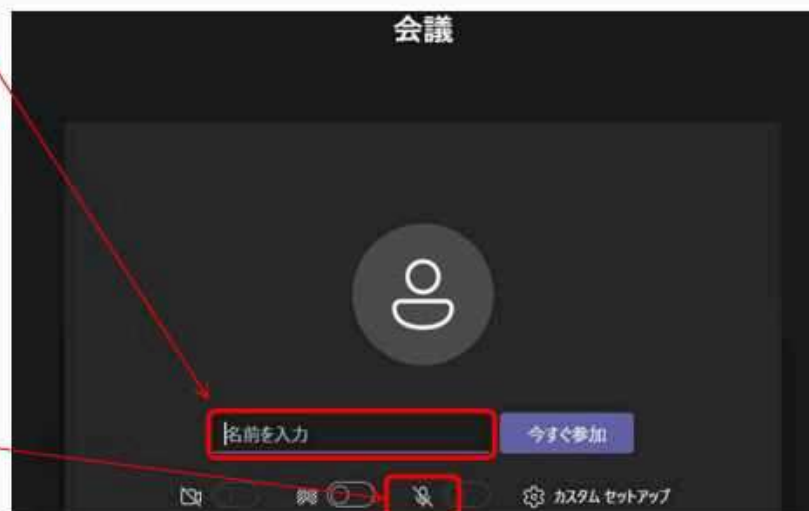 会議
名前を入力
今すぐ参加
カスタム セットアップ